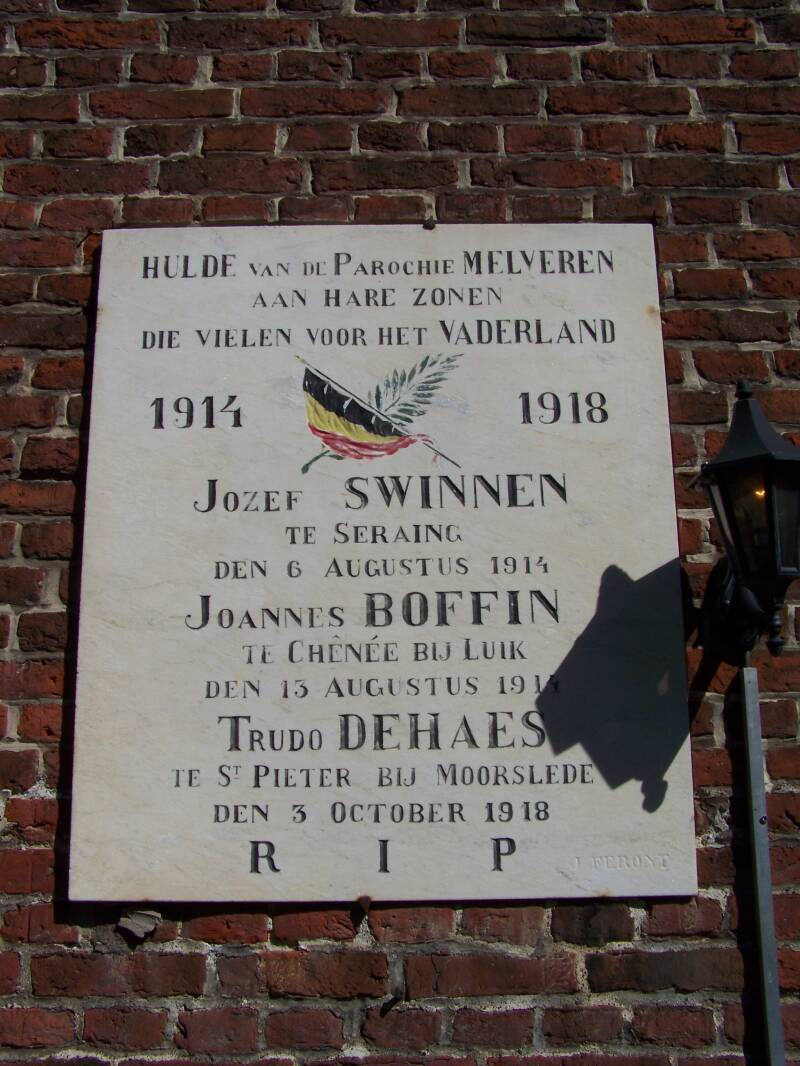 HULDE VAN DE PAROCHIE MELVEREN
AAN HARE ZONEN
DIE VIELEN VOOR HET VADERLAND
1914 1918
JOZEF SWINNEN
TE SERAING
DEN 6 AUGUSTUS 1914
JOANNES BOFFIN
TE CHÊNÉE BIJ LUIK
DEN 13 AUGUSTUS 1914
TRUDO DEHAES
TE ST PIETER BIJ MOORSLEDE
DEN 3 OCTOBER 1918
R I P
J. FERONT